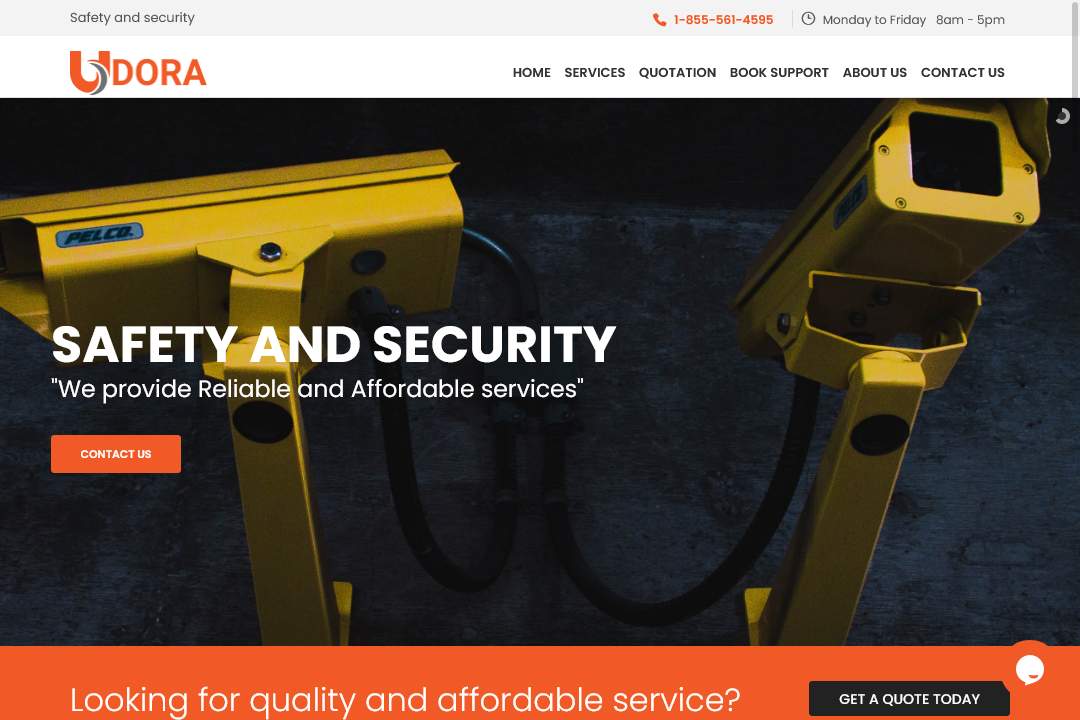 Safety and security
1-855-561-4595
Monday to Friday 8am - 5pm
UDORA
HOME SERVICES QUOTATION BOOK SUPPORT ABOUT US CONTACT US
PELCO
SAFETY AND SECURITY
"We provide Reliable and Affordable services"
CONTACT US
Looking for quality and affordable service?
GET A QUOTE TODAY